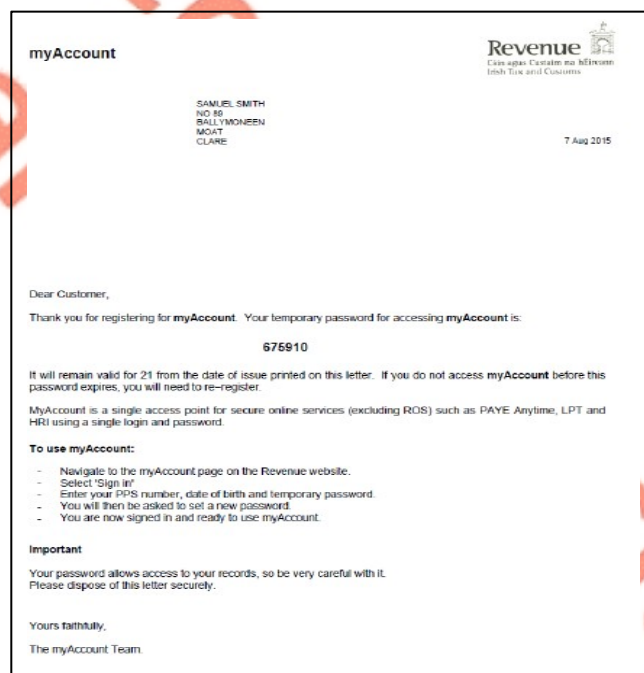 myAccount
Revenue
Cáin agus Custaim na hÉireann
Irish Tax and Customs
SAMUEL SMITH
NO 89
BALLYMONEEN
MOAT
CLARE
7 Aug 2015
Dear Customer,
Thank you for registering for myAccount. Your temporary password for accessing myAccount is:
675910
It will remain valid for 21 from the date of issue printed on this letter. If you do not access myAccount before this
password expires, you will need to re-register.
MyAccount is a single access point for secure online services (excluding ROS) such as PAYE Anytime, LPT and
HRI using a single login and password.
To use myAccount:
- Navigate to the myAccount page on the Revenue website.
- Select 'Sign in'
- Enter your PPS number, date of birth and temporary password.
- You will then be asked to set a new password.
- You are now signed in and ready to use myAccount.
Important
Your password allows access to your records, so be very careful with it.
Please dispose of this letter securely.
Yours faithfully,
The myAccount Team.